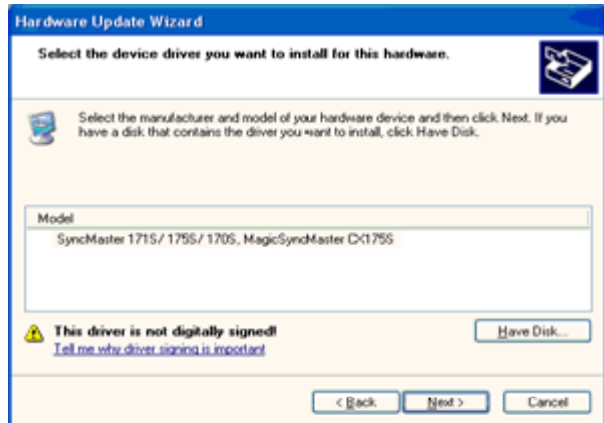 Hardware Update Wizard
Select the device driver you want to install for this hardware.
Select the manufacturer and model of your hardware device and then click Next. If you
have a disk that contains the driver you want to install, click Have Disk.
Model
SyncMaster 171S/ 175S/ 170S, MagicSyncMaster CX175S
This driver is not digitally signed!
Have Disk...
Tell me why driver signing is important
< Back
Next >
Cancel